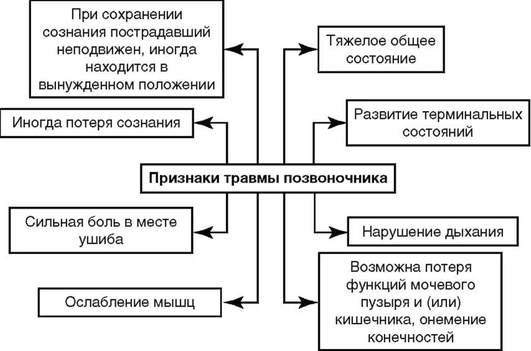 При сохранении
сознания пострадавший
неподвижен, иногда
находится в
вынужденном положении
Тяжелое общее
состояние
Иногда потеря сознания
Развитие терминальных
состояний
Признаки травмы позвоночника
Сильная боль в месте
ушиба
Нарушение дыхания
Ослабление мышц
Возможна потеря
функций мочевого
пузыря и (или)
кишечника, онемение
конечностей